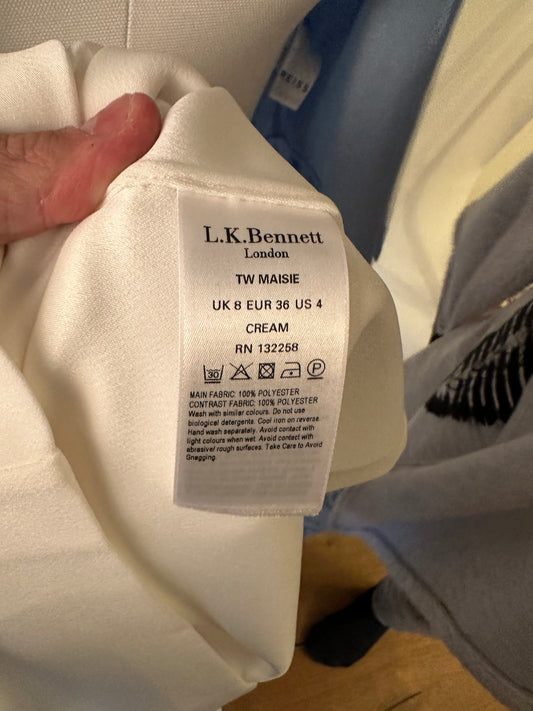 REISS
L.K.Bennett
London
TW MAISIE
UK 8 EUR 36 US 4
CREAM
RN 132258
30
P
MAIN FABRIC: 100% POLYESTER
CONTRAST FABRIC: 100% POLYESTER
Wash with similar colours. Do not use
biological detergents. Cool iron on reverse.
Hand wash separately. Avoid contact with
light colours when wet. Avoid contact with
abrasive/ rough surfaces. Take Care to Avoid
Snagging.